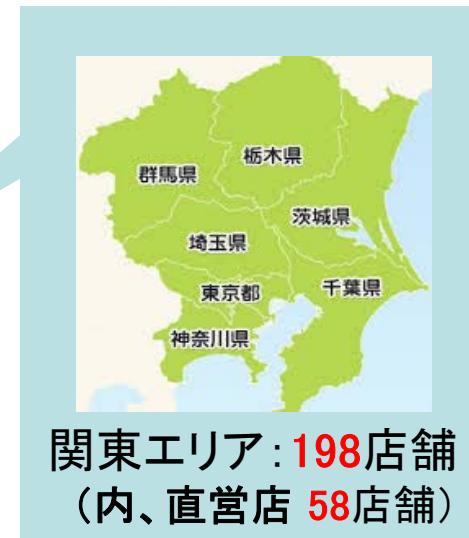 栃木県
群馬県
茨城県
埼玉県
東京都
千葉県
神奈川県
関東エリア：198店舗
（内、直営店 58店舗）